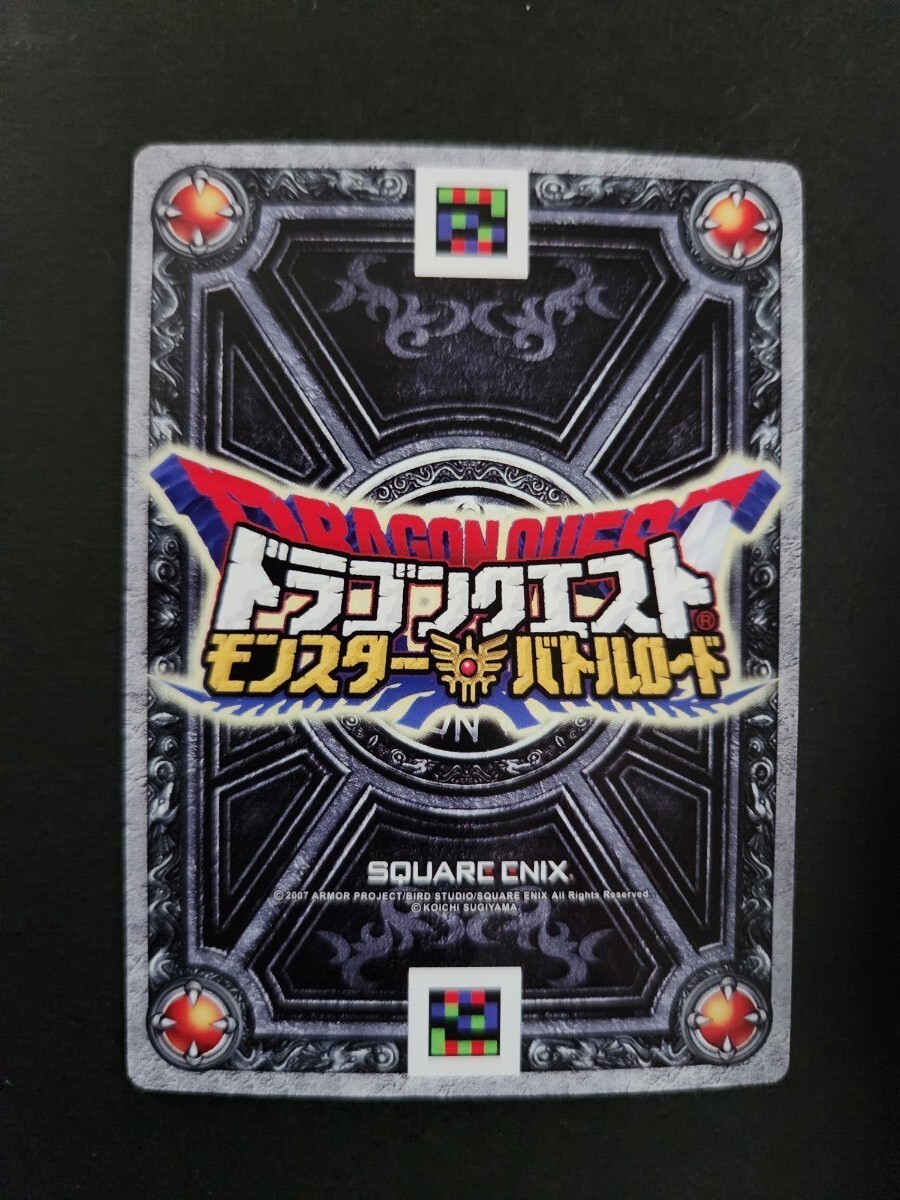 DRAGON QUEST
ドラゴンクエスト®
モンスターバトルロード
SQUARE ENIX.
© 2007 ARMOR PROJECT/BIRD STUDIO/SQUARE ENIX All Rights Reserved.
© KOICHI SUGIYAMA